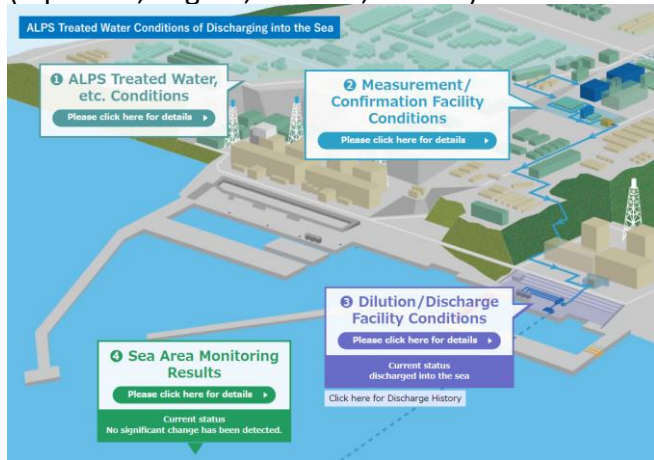 ALPS Treated Water Conditions of Discharging into the Sea
❶ ALPS Treated Water,
etc. Conditions
Please click here for details
❷ Measurement/
Confirmation Facility
Conditions
Please click here for details
❸ Dilution/Discharge
Facility Conditions
Please click here for details
Current status
discharged into the sea
Click here for Discharge History
❹ Sea Area Monitoring
Results
Please click here for details
Current status
No significant change has been detected.